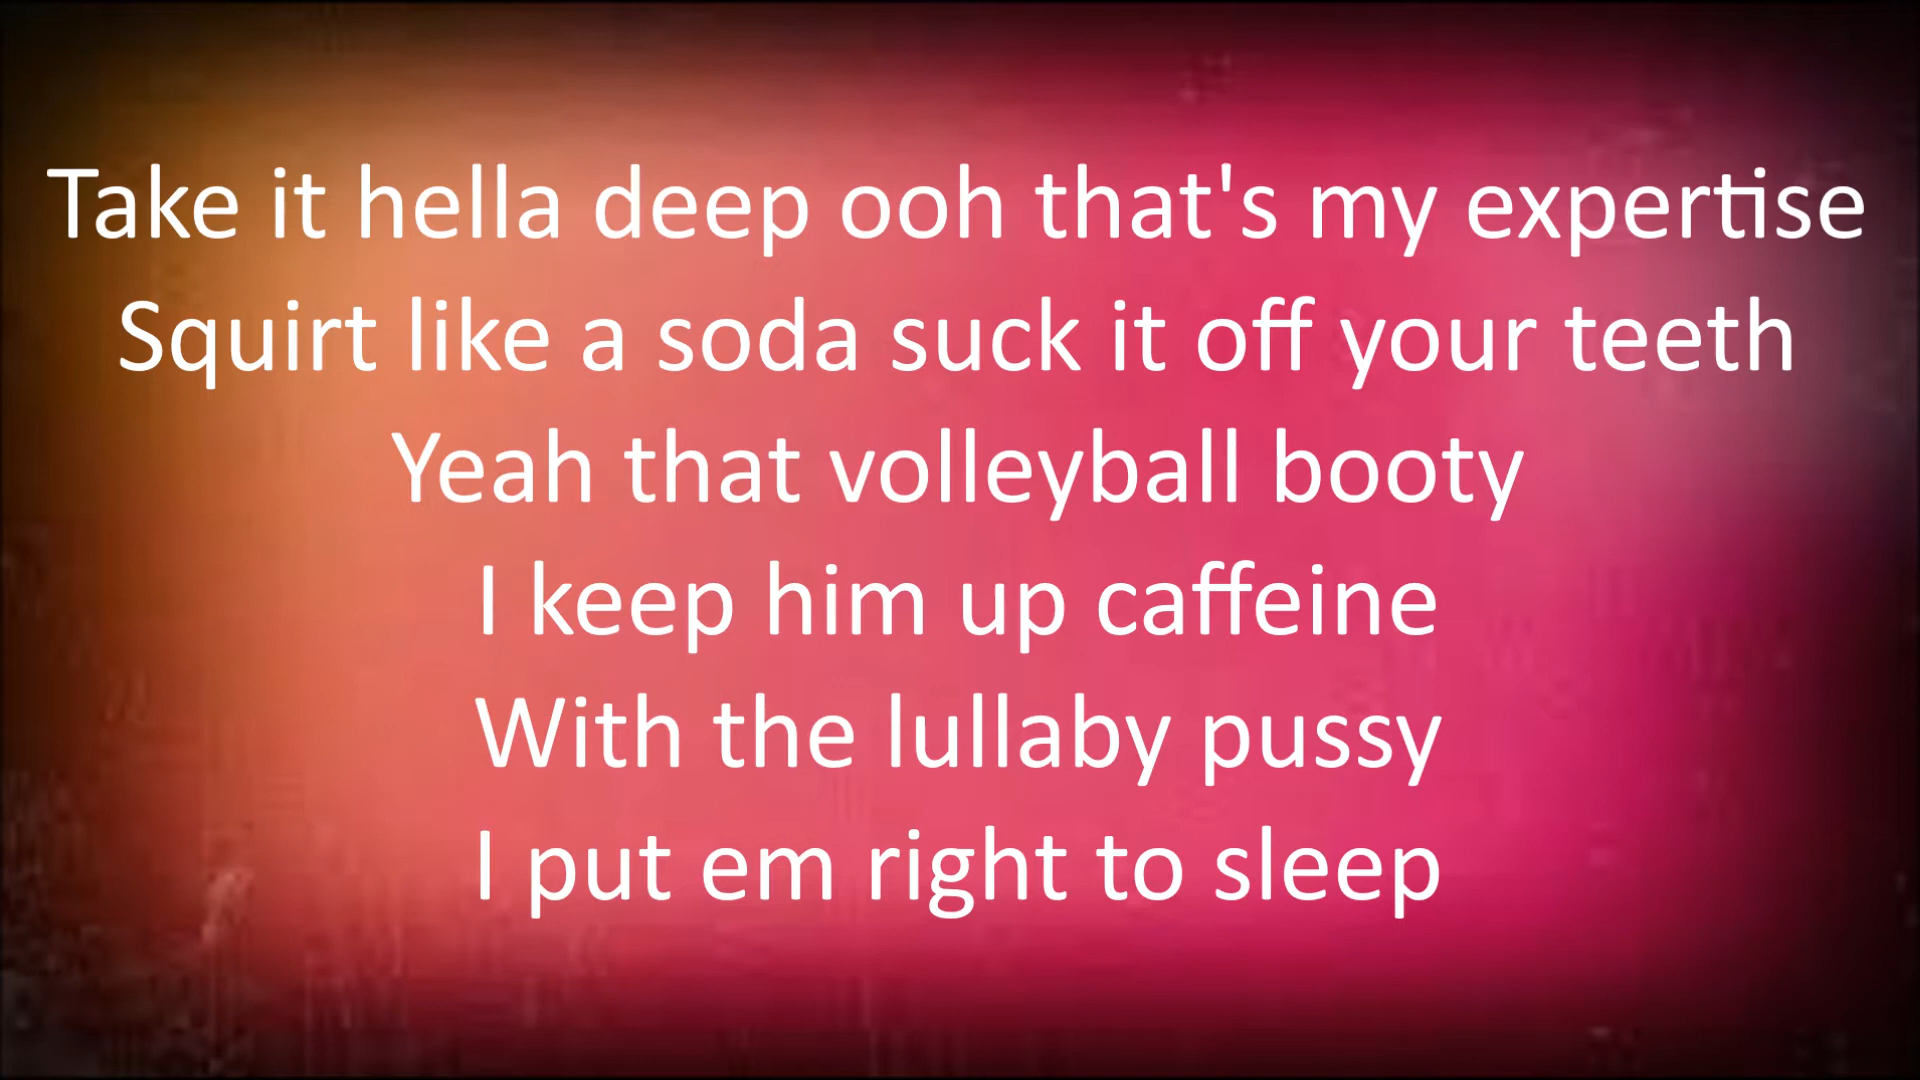 Take it hella deep ooh that's my expertise
Squirt like a soda suck it off your teeth
Yeah that volleyball booty
I keep him up caffeine
With the lullaby pussy
I put em right to sleep